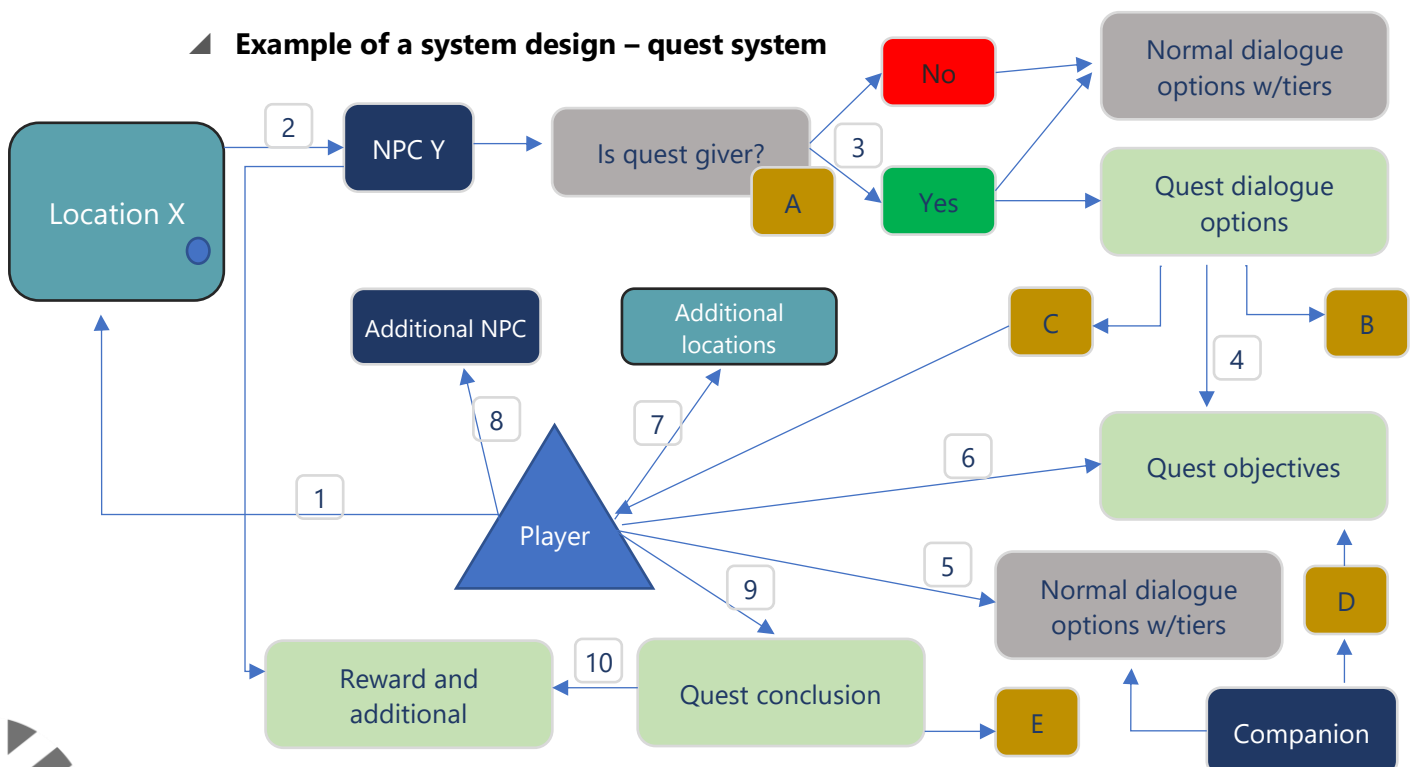 Example of a system design – quest system
No
Normal dialogue
options w/tiers
2
NPC Y
Is quest giver?
3
A
Yes
Location X
Quest dialogue
options
Additional NPC
Additional
locations
C
B
4
8
7
6
Quest objectives
1
Player
5
9
Normal dialogue
options w/tiers
D
Reward and
additional
10
Quest conclusion
E
Companion